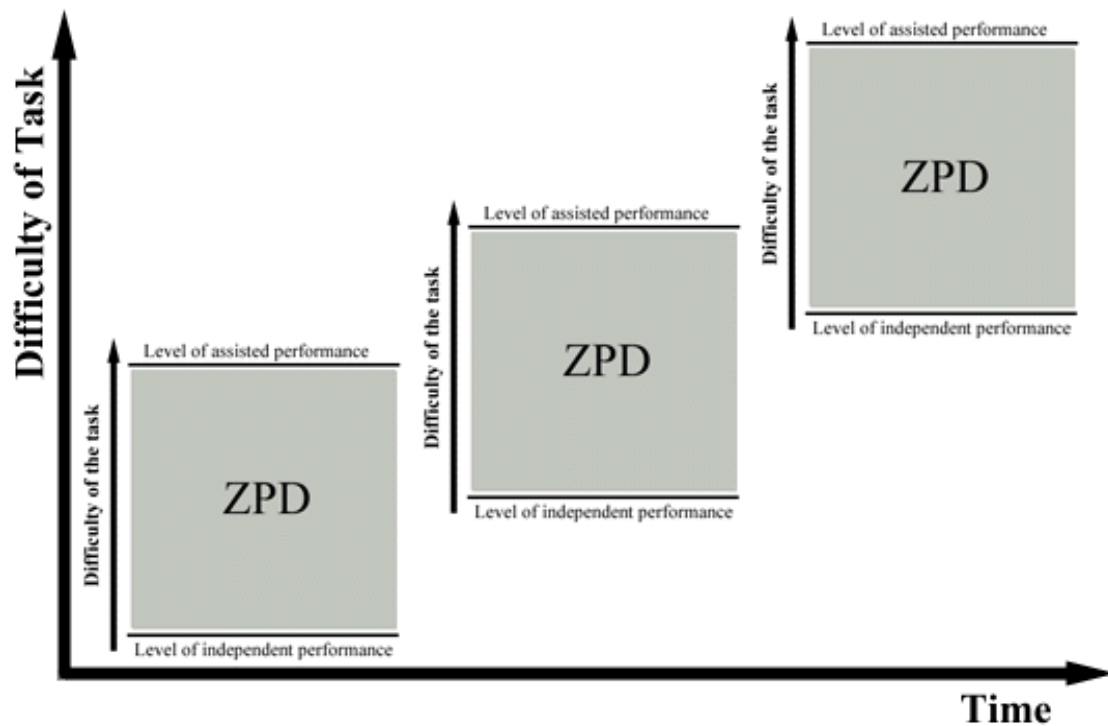 Difficulty of Task
Level of assisted performance
Difficulty of the task
ZPD
Level of independent performance
Level of assisted performance
Difficulty of the task
ZPD
Level of independent performance
Level of assisted performance
Difficulty of the task
ZPD
Level of independent performance
Time